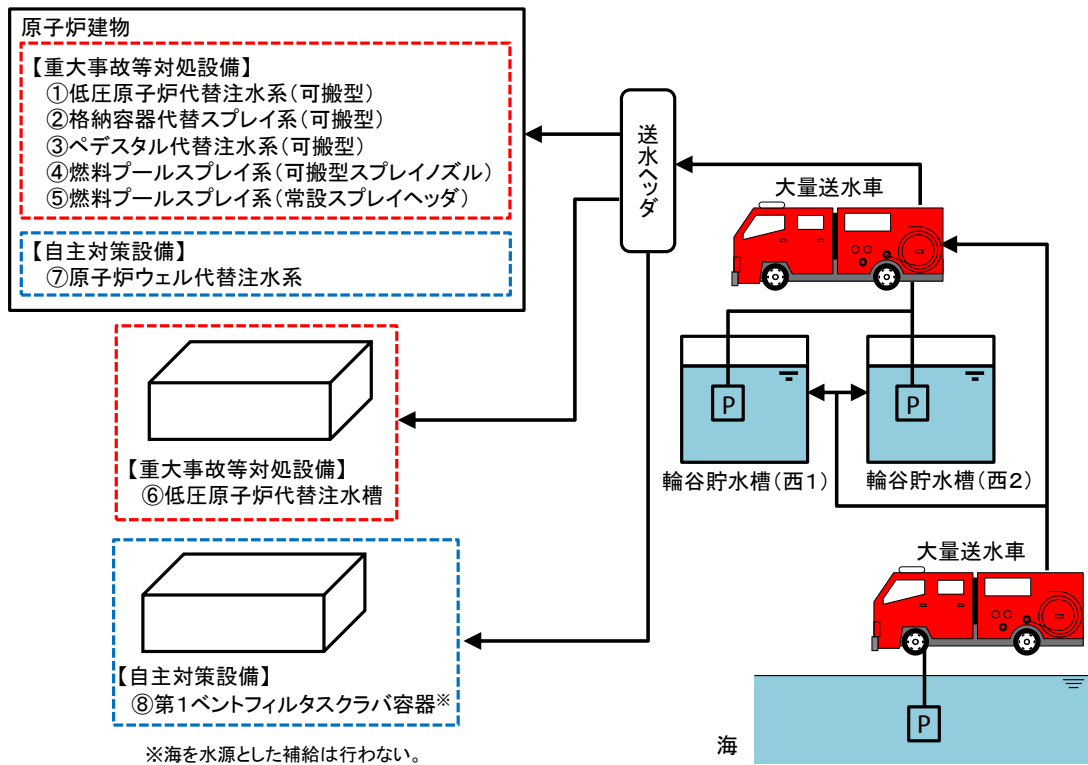 原子炉建物
【重大事故等対処設備】
①低圧原子炉代替注水系(可搬型)
②格納容器代替スプレイ系(可搬型)
③ペデスタル代替注水系(可搬型)
④燃料プールスプレイ系(可搬型スプレイノズル)
⑤燃料プールスプレイ系(常設スプレイヘッダ)
【自主対策設備】
⑦原子炉ウェル代替注水系
送水ヘッダ
大量送水車
P
P
輪谷貯水槽(西1)
輪谷貯水槽(西2)
【重大事故等対処設備】
⑥低圧原子炉代替注水槽
大量送水車
【自主対策設備】
⑧第1ベントフィルタスクラバ容器※
P
海
※海を水源とした補給は行わない。